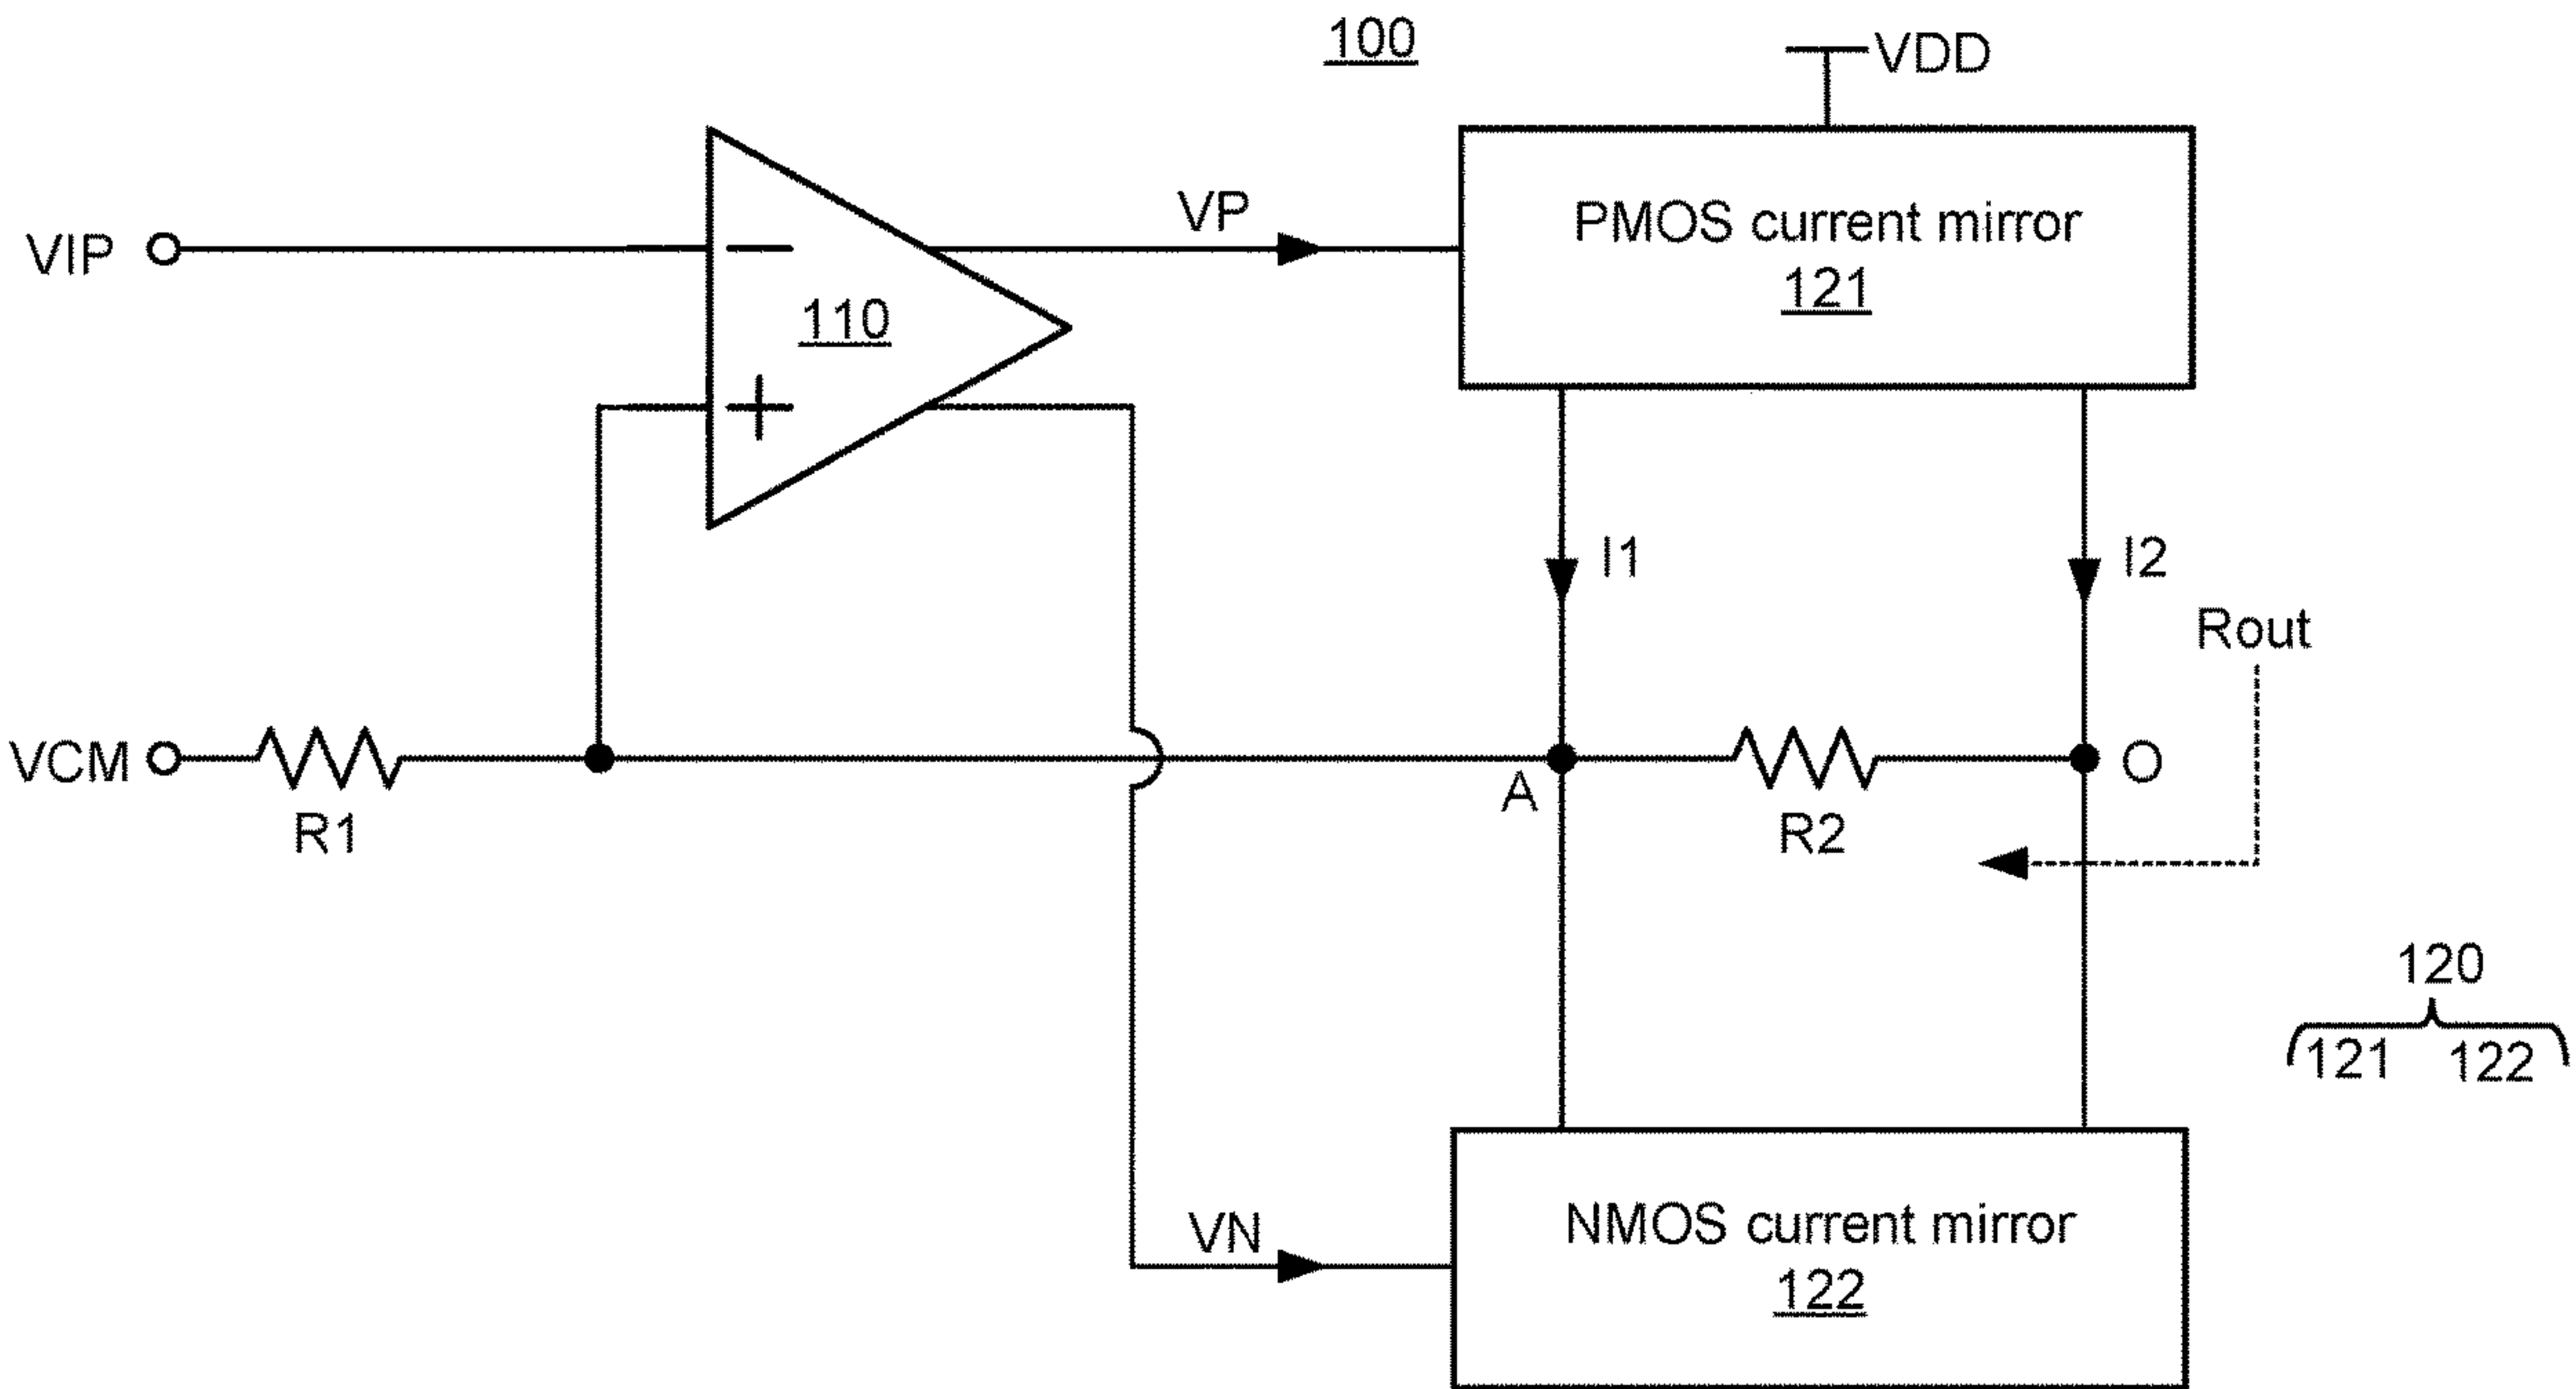 100
VDD
VIP
−
110
+
VP
PMOS current mirror
121
I1
I2
Rout
VCM
R1
A
R2
O
120
121 122
VN
NMOS current mirror
122